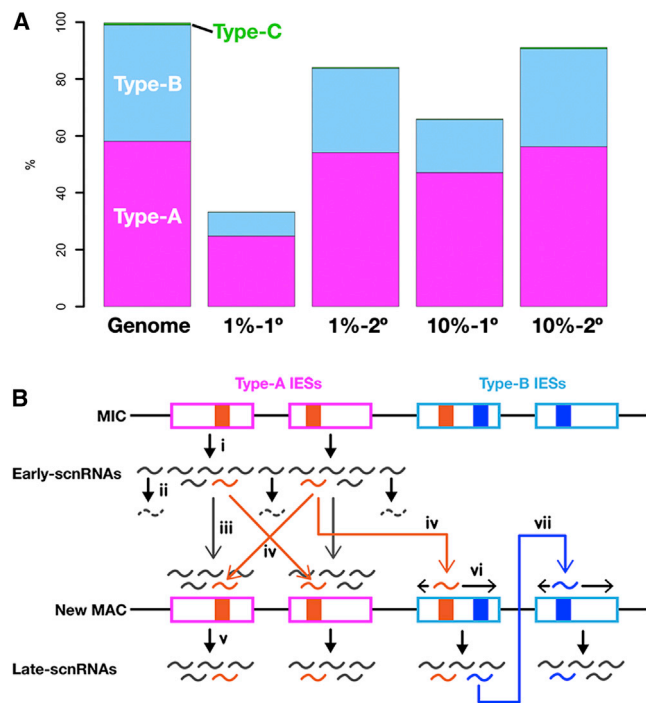 A
100
80
60
40
20
0
%
Type-C
Type-B
Type-A
Genome 1%-1º 1%-2º 10%-1º 10%-2º
B
Type-A IESs Type-B IESs
MIC
i
Early-scnRNAs
ii
iii
iv
iv
vi
vii
New MAC
v
Late-scnRNAs